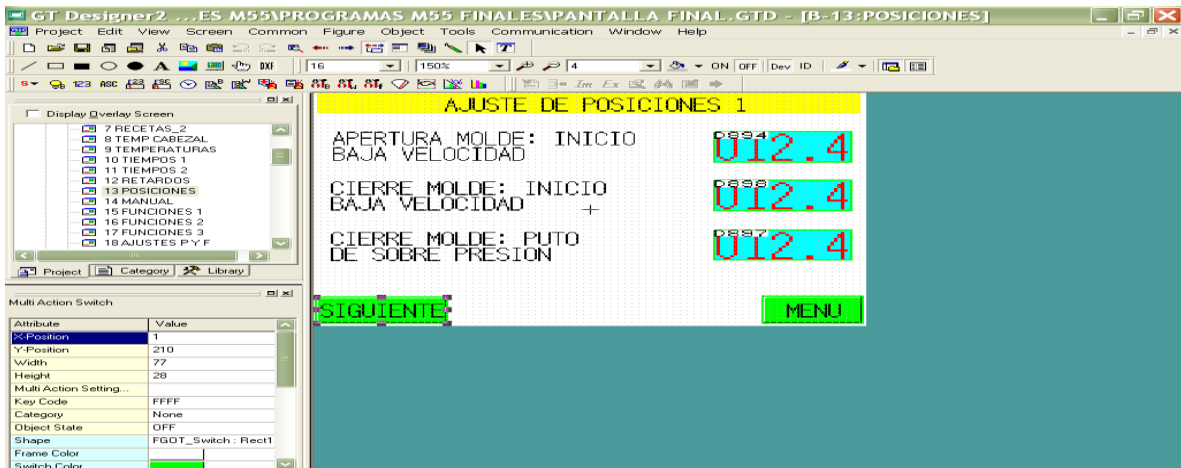 GT Designer2 ...ES M55\PROGRAMAS M55 FINALES\PANTALLA FINAL..GTD - [B-13:POSICIONES]
Project Edit View Screen Common Figure Object Tools Communication Window Help
A DXF 16 150% 4 ON OFF Dev ID
123 ASC
Display Overlay Screen
7 RECETAS_2
8 TEMP CABEZAL
9 TEMPERATURAS
10 TIEMPOS 1
11 TIEMPOS 2
12 RETARDOS
13 POSICIONES
14 MANUAL
15 FUNCIONES 1
16 FUNCIONES 2
17 FUNCIONES 3
18 AJUSTES P Y F
Project Category Library
Multi Action Switch
Attribute Value
X-Position 1
Y-Position 210
Width 77
Height 28
Multi Action Setting...
Key Code FFFF
Category None
Object State OFF
Shape FGOT_Switch : Rect1
Frame Color
Switch Color
AJUSTE DE POSICIONES 1
APERTURA MOLDE: INICIO
BAJA VELOCIDAD
D894
012.4
CIERRE MOLDE: INICIO
BAJA VELOCIDAD
D898
012.4
CIERRE MOLDE: PUTO
DE SOBRE PRESION
D897
012.4
SIGUIENTE
MENU